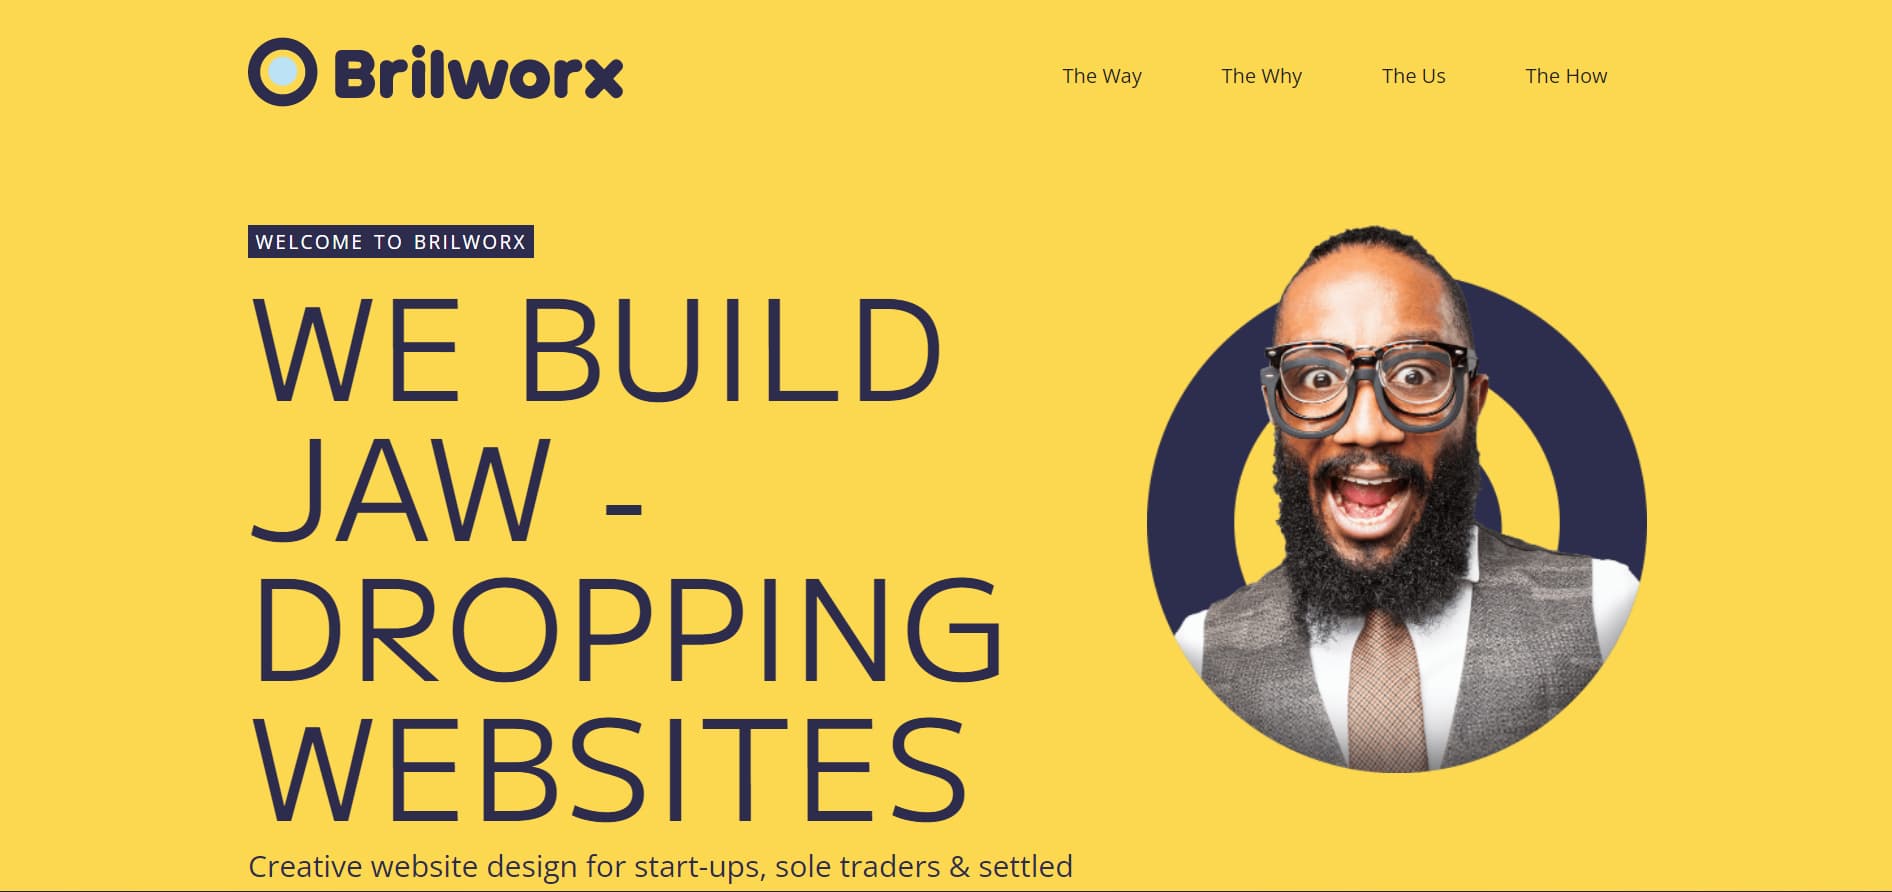 Brilworx
The Way The Why The Us The How
WELCOME TO BRILWORX
WE BUILD
JAW -
DROPPING
WEBSITES
Creative website design for start-ups, sole traders & settled